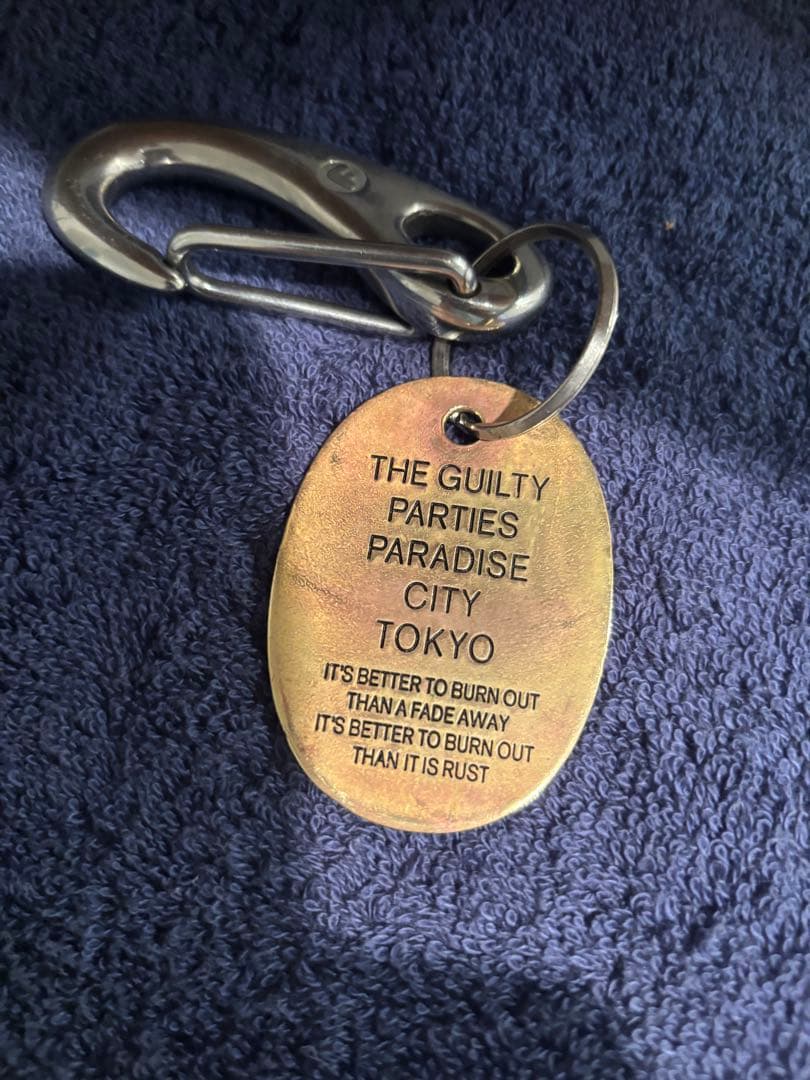 THE GUILTY
PARTIES
PARADISE
CITY
TOKYO
IT'S BETTER TO BURN OUT
THAN A FADE AWAY
IT'S BETTER TO BURN OUT
THAN IT IS RUST